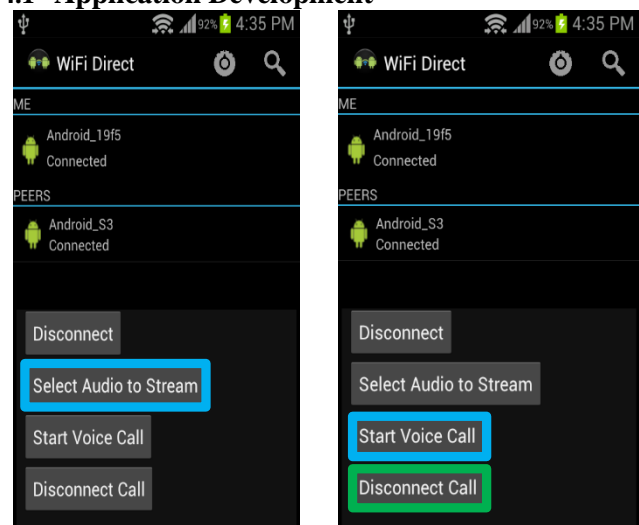 4.1 Application Development
92% 4:35 PM
WiFi Direct
ME
Android_19f5
Connected
PEERS
Android_S3
Connected
Disconnect
Select Audio to Stream
Start Voice Call
Disconnect Call
92% 4:35 PM
WiFi Direct
ME
Android_19f5
Connected
PEERS
Android_S3
Connected
Disconnect
Select Audio to Stream
Start Voice Call
Disconnect Call